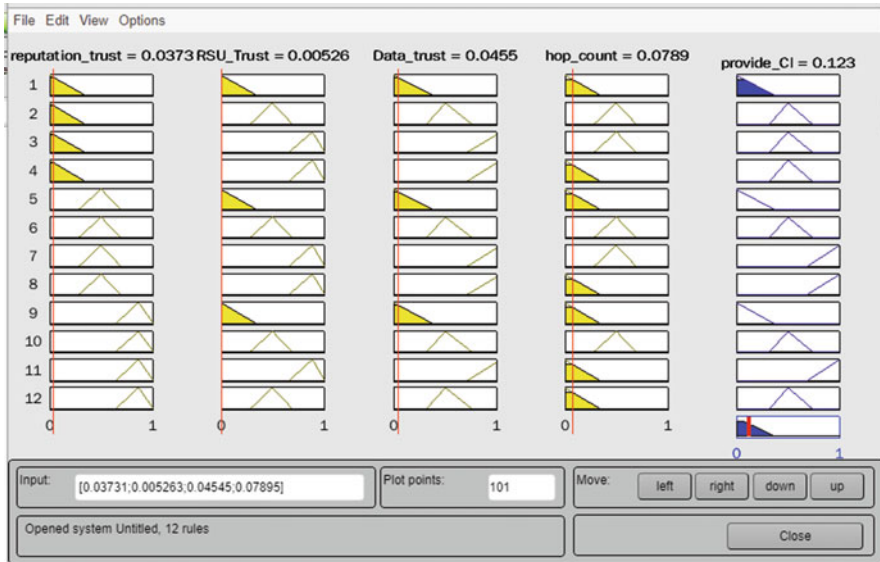 File Edit View Options
reputation_trust = 0.0373 RSU_Trust = 0.00526 Data_trust = 0.0455 hop_count = 0.0789 provide_CI = 0.123
1
2
3
4
5
6
7
8
9
10
11
12
0 1 0 1 0 1 0 1
0 1
Input: [0.03731;0.005263;0.04545;0.07895] Plot points: 101 Move: left right down up
Opened system Untitled, 12 rules Close